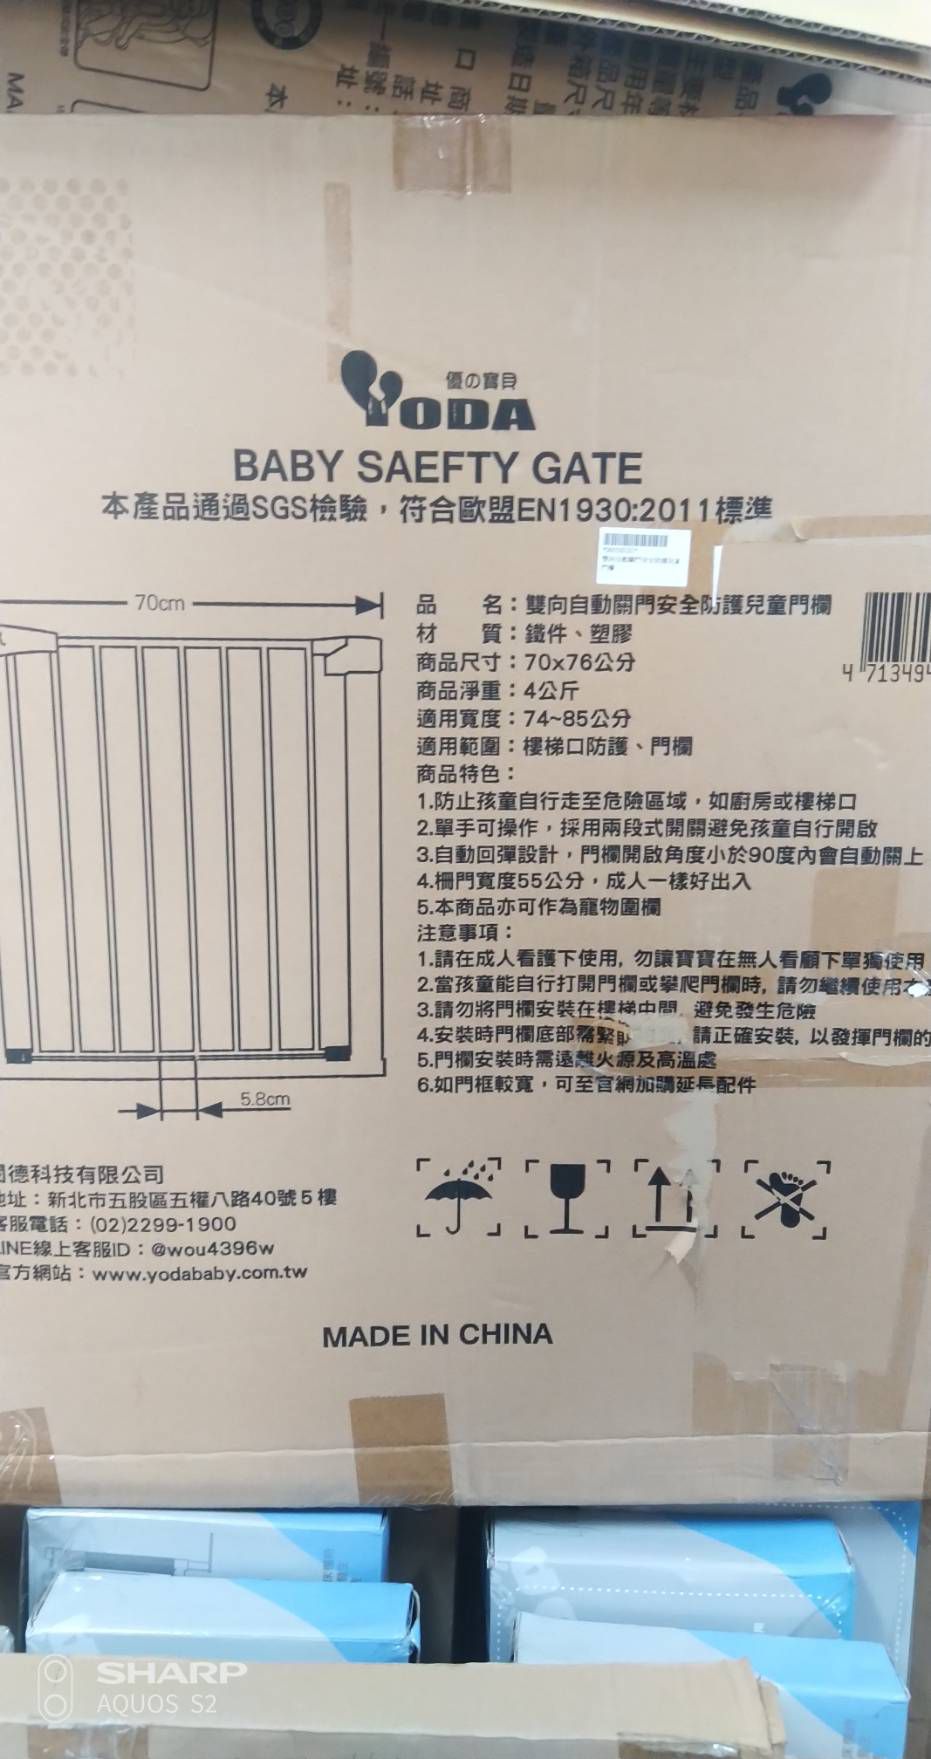 優の寶貝
YODA
BABY SAEFTY GATE
本產品通過SGS檢驗，符合歐盟EN1930:2011標準
70cm
品 名：雙向自動關門安全防護兒童門欄
材 質：鐵件、塑膠
商品尺寸：70x76公分
4 713494
商品淨重：4公斤
適用寬度：74~85公分
適用範圍：樓梯口防護、門欄
商品特色：
1.防止孩童自行走至危險區域，如廚房或樓梯口
2.單手可操作，採用兩段式開關避免孩童自行開啟
3.自動回彈設計，門欄開啟角度小於90度內會自動關上
4.柵門寬度55公分，成人一樣好出入
5.本商品亦可作為寵物圍欄
注意事項：
1.請在成人看護下使用, 勿讓寶寶在無人看顧下單獨使用
2.當孩童能自行打開門欄或攀爬門欄時, 請勿繼續使用
3.請勿將門欄安裝在樓梯中間, 避免發生危險
4.安裝時門欄底部需緊 請正確安裝, 以發揮門欄的
5.門欄安裝時需遠離火源及高溫處
6.如門框較寬，可至官網加購延長配件
5.8cm
德科技有限公司
地址：新北市五股區五權八路40號5樓
客服電話：(02)2299-1900
LINE線上客服ID：@wou4396w
官方網站：www.yodababy.com.tw
MADE IN CHINA
SHARP
AQUOS S2